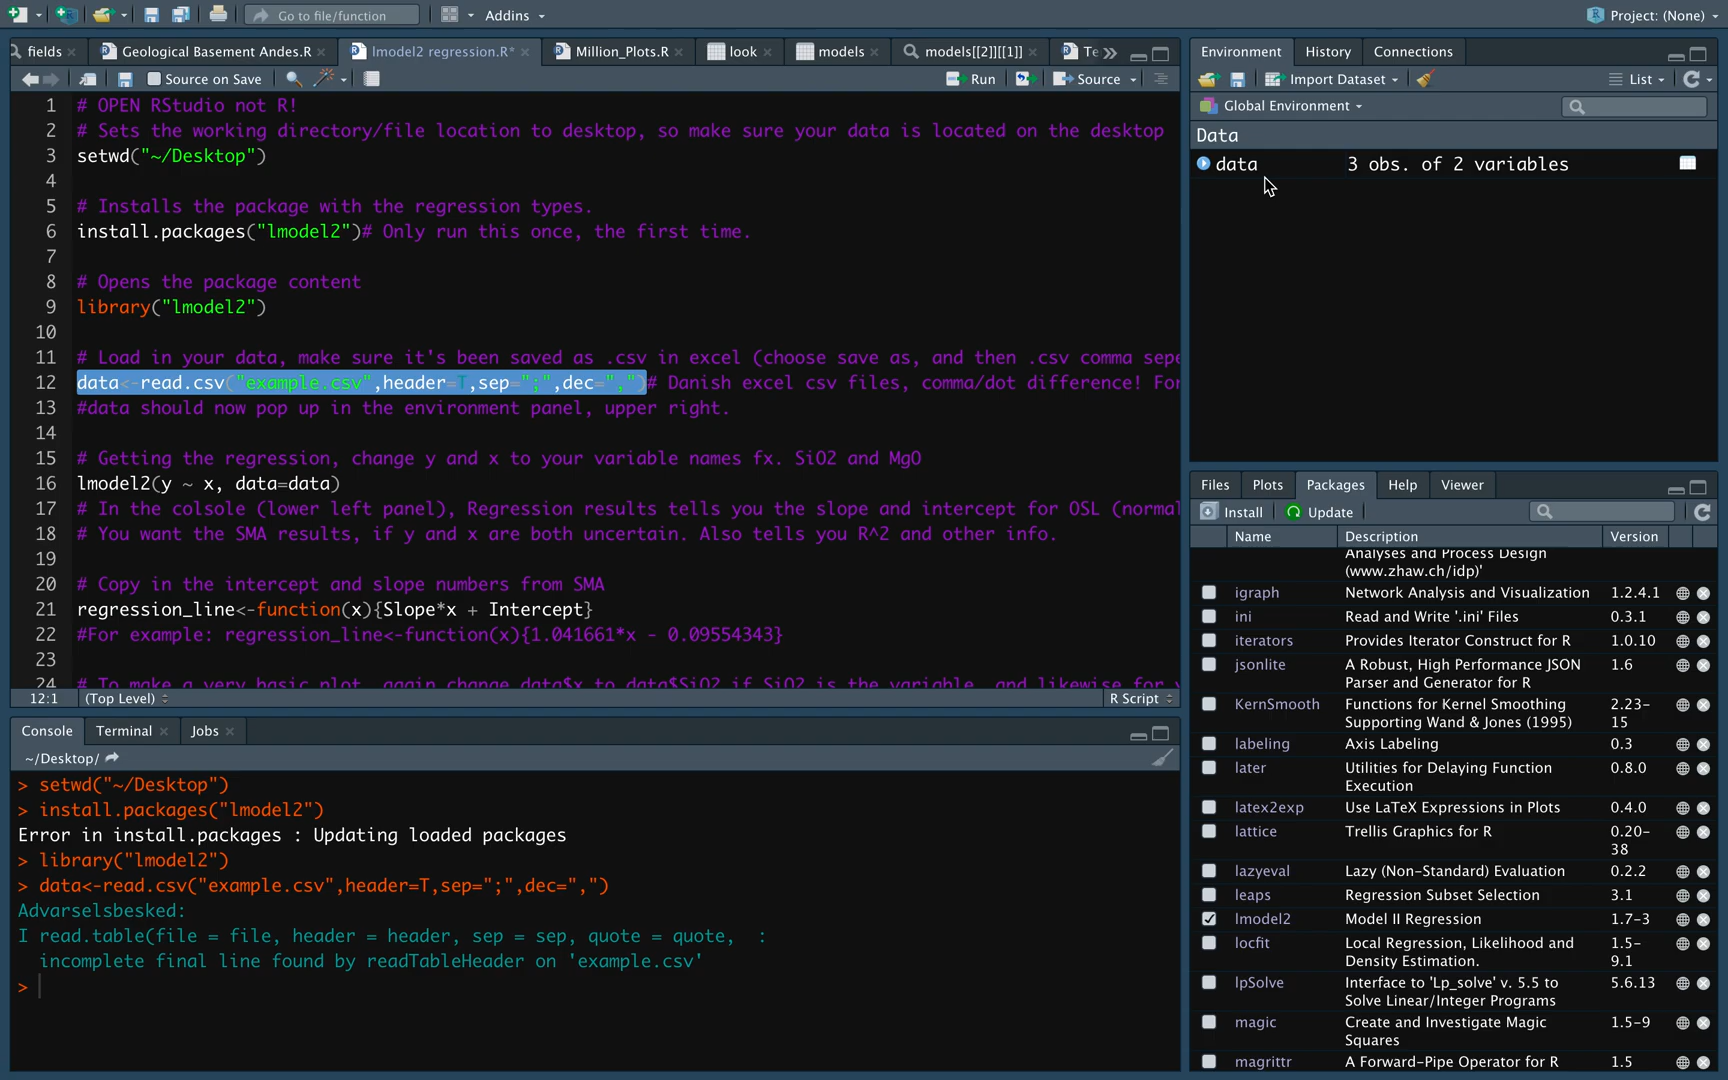 Go to file/function
Addins
Project: (None)
fields
Geological Basement Andes.R
lmodel2 regression.R*
Million_Plots.R
look
models
models[[2]][[1]]
Te
Source on Save
Run
Source
1 # OPEN RStudio not R!
2 # Sets the working directory/file location to desktop, so make sure your data is located on the desktop
3 setwd("~/Desktop")
4
5 # Installs the package with the regression types.
6 install.packages("lmodel2")# Only run this once, the first time.
7
8 # Opens the package content
9 library("lmodel2")
10
11 # Load in your data, make sure it's been saved as .csv in excel (choose save as, and then .csv comma sepe
12 data<-read.csv("example.csv",header=T,sep=";",dec=",")# Danish excel csv files, comma/dot difference! For
13 #data should now pop up in the environment panel, upper right.
14
15 # Getting the regression, change y and x to your variable names fx. SiO2 and MgO
16 lmodel2(y ~ x, data=data)
17 # In the colsole (lower left panel), Regression results tells you the slope and intercept for OSL (normal
18 # You want the SMA results, if y and x are both uncertain. Also tells you R^2 and other info.
19
20 # Copy in the intercept and slope numbers from SMA
21 regression_line<-function(x){Slope*x + Intercept}
22 #For example: regression_line<-function(x){1.041661*x - 0.09554343}
23
24 # To make a very basic plot, again change data$x to data$SiO2 if SiO2 is the variable, and likewise for y
12:1
(Top Level)
R Script
Console
Terminal
Jobs
~/Desktop/
> setwd("~/Desktop")
> install.packages("lmodel2")
Error in install.packages : Updating loaded packages
> library("lmodel2")
> data<-read.csv("example.csv",header=T,sep=";",dec=",")
Advarselsbesked:
I read.table(file = file, header = header, sep = sep, quote = quote,  :
  incomplete final line found by readTableHeader on 'example.csv'
>
Environment
History
Connections
Import Dataset
List
Global Environment
Data
data 3 obs. of 2 variables
Files
Plots
Packages
Help
Viewer
Install
Update
Name Description Version
Analyses and Process Design
(www.zhaw.ch/idp)'
igraph Network Analysis and Visualization 1.2.4.1
ini Read and Write '.ini' Files 0.3.1
iterators Provides Iterator Construct for R 1.0.10
jsonlite A Robust, High Performance JSON 1.6
Parser and Generator for R
KernSmooth Functions for Kernel Smoothing 2.23-
Supporting Wand & Jones (1995) 15
labeling Axis Labeling 0.3
later Utilities for Delaying Function 0.8.0
Execution
latex2exp Use LaTeX Expressions in Plots 0.4.0
lattice Trellis Graphics for R 0.20-
38
lazyeval Lazy (Non-Standard) Evaluation 0.2.2
leaps Regression Subset Selection 3.1
lmodel2 Model II Regression 1.7-3
locfit Local Regression, Likelihood and 1.5-
Density Estimation. 9.1
lpSolve Interface to 'Lp_solve' v. 5.5 to 5.6.13
Solve Linear/Integer Programs
magic Create and Investigate Magic 1.5-9
Squares
magrittr A Forward-Pipe Operator for R 1.5